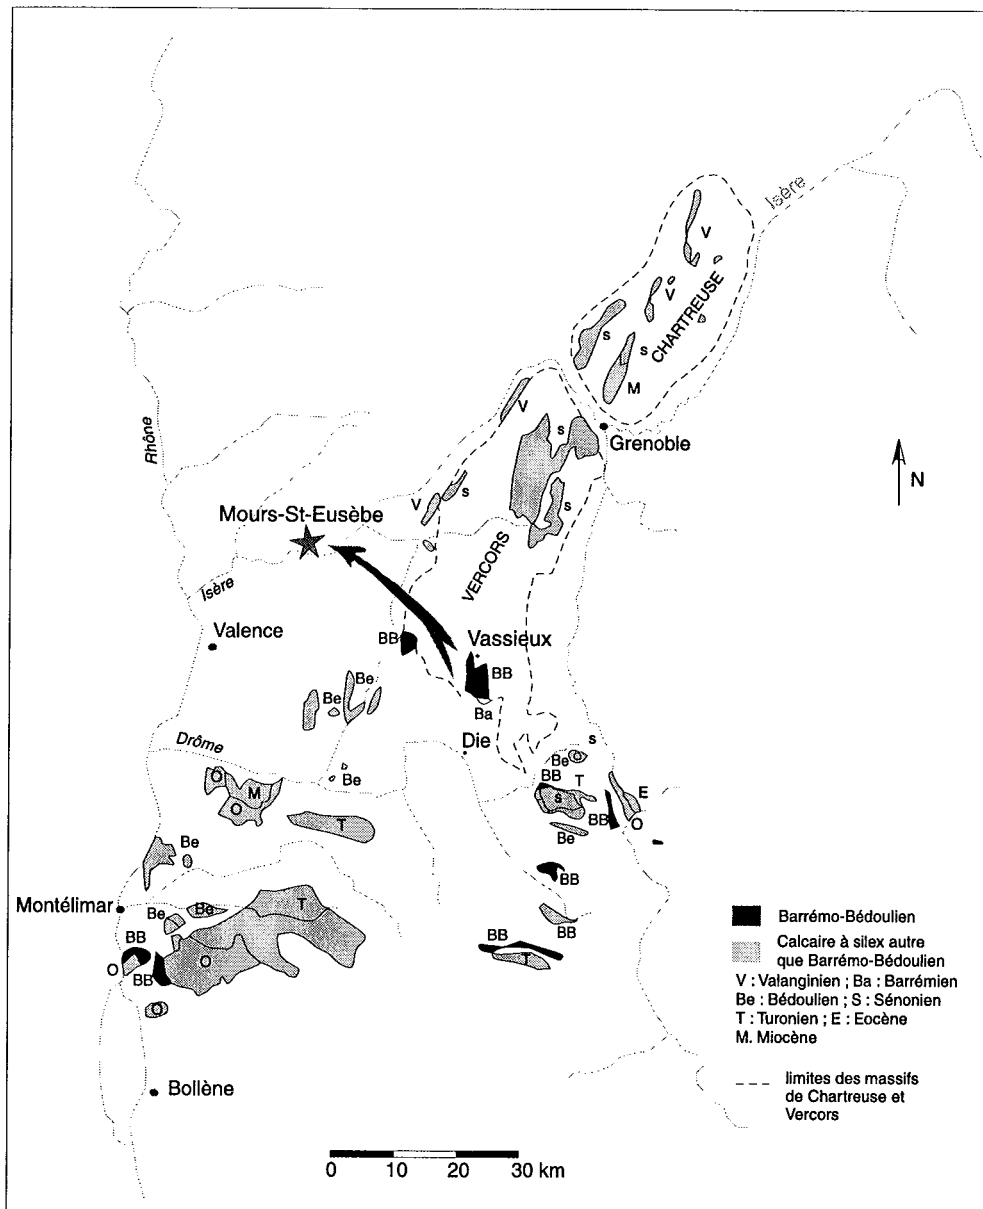 Isère
V
V
CHARTREUSE
s
s
M
V
s
Grenoble
Rhône
N
V
s
s
Mours-St-Eusèbe
VERCORS
Isère
Valence
BB
Vassieux
BB
Be
Be
Ba
Die
Drôme
s
Be
O
BB
T
Be
O
M
O
s
E
BB
O
T
Be
Be
BB
Montélimar
Be
Be
T
BB
BB
BB
O
O
BB
T
O
Bollène
Barrémo-Bédoulien
Calcaire à silex autre
que Barrémo-Bédoulien
V : Valanginien ; Ba : Barrémien
Be : Bédoulien ; S : Sénonien
T : Turonien ; E : Eocène
M. Miocène
limites des massifs
de Chartreuse et
Vercors
0 10 20 30 km